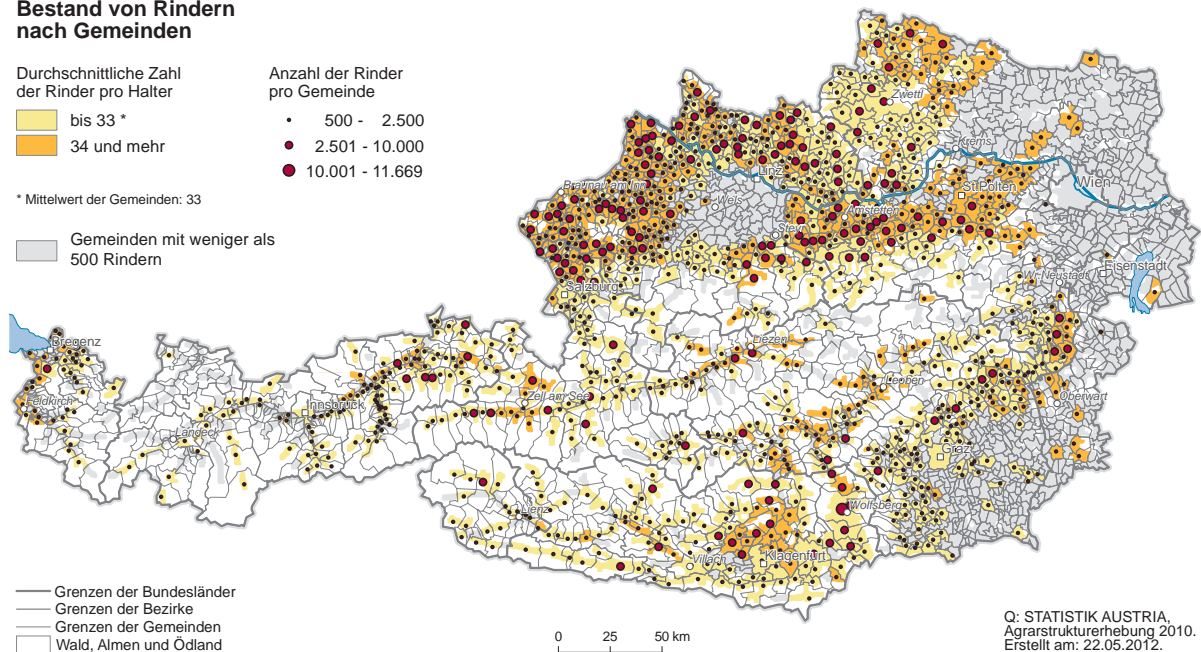 Bestand von Rindern
nach Gemeinden
Durchschnittliche Zahl
der Rinder pro Halter
bis 33 *
34 und mehr
* Mittelwert der Gemeinden: 33
Gemeinden mit weniger als
500 Rindern
Anzahl der Rinder
pro Gemeinde
500 - 2.500
2.501 - 10.000
10.001 - 11.669
Zwettl
Krems
Linz
Wien
Braunau am Inn
St.Pölten
Wels
Amstetten
Steyr
Eisenstadt
Wr.Neustadt
Salzburg
Bregenz
Liezen
Leoben
Oberwart
Zell am See
Feldkirch
Innsbruck
Landeck
Graz
Wolfsberg
Lienz
Villach
Klagenfurt
Grenzen der Bundesländer
Grenzen der Bezirke
Grenzen der Gemeinden
Wald, Almen und Ödland
0 25 50 km
Q: STATISTIK AUSTRIA,
Agrarstrukturerhebung 2010.
Erstellt am: 22.05.2012.